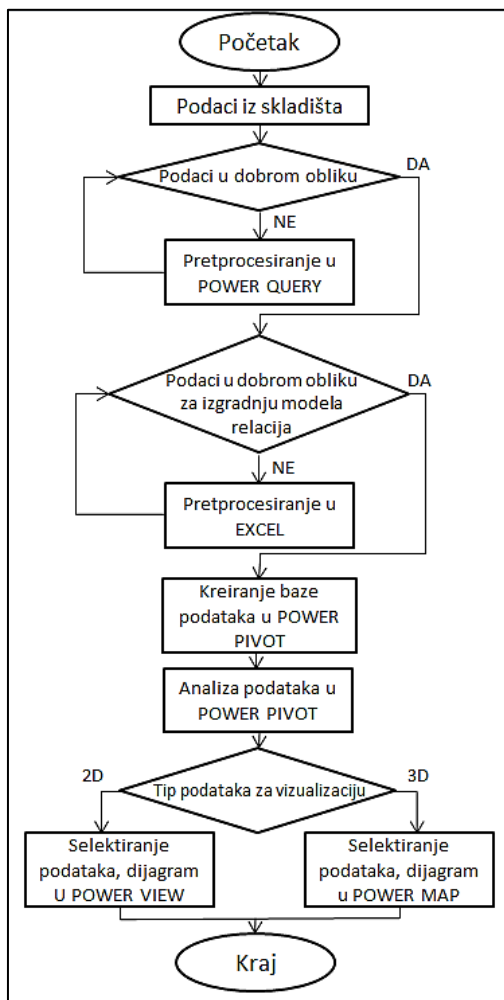 Početak
Podaci iz skladišta
Podaci u dobrom obliku
DA
NE
Pretprocesiranje u
POWER QUERY
Podaci u dobrom obliku
za izgradnju modela
relacija
DA
NE
Pretprocesiranje u
EXCEL
Kreiranje baze
podataka u POWER
PIVOT
Analiza podataka u
POWER PIVOT
2D
Tip podataka za vizualizaciju
3D
Selektiranje
podataka, dijagram
U POWER VIEW
Selektiranje
podataka, dijagram
u POWER MAP
Kraj